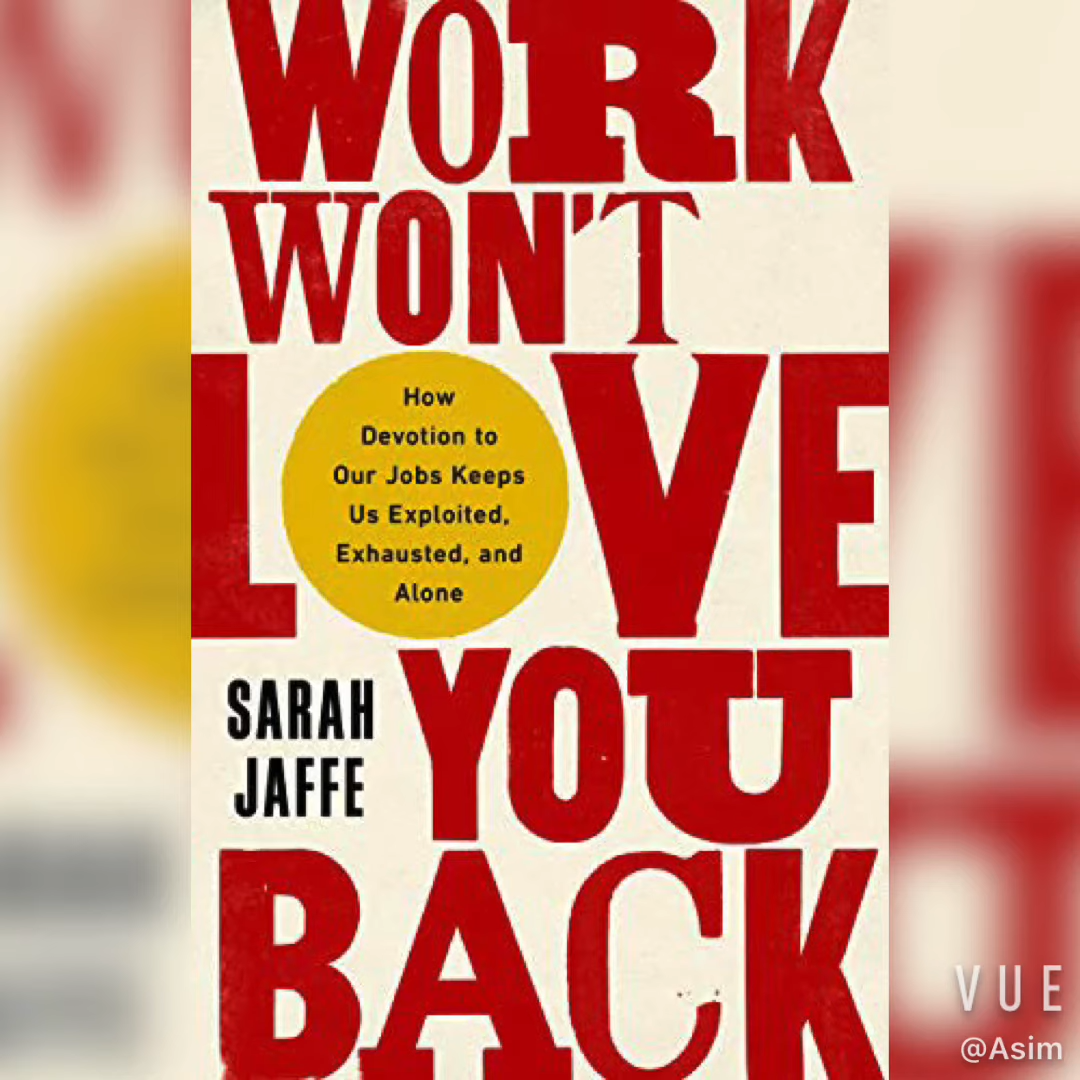 WORK
WON'T
LOVE
How
Devotion to
Our Jobs Keeps
Us Exploited,
Exhausted, and
Alone
YOU
SARAH
JAFFE
BACK
VUE
@Asim